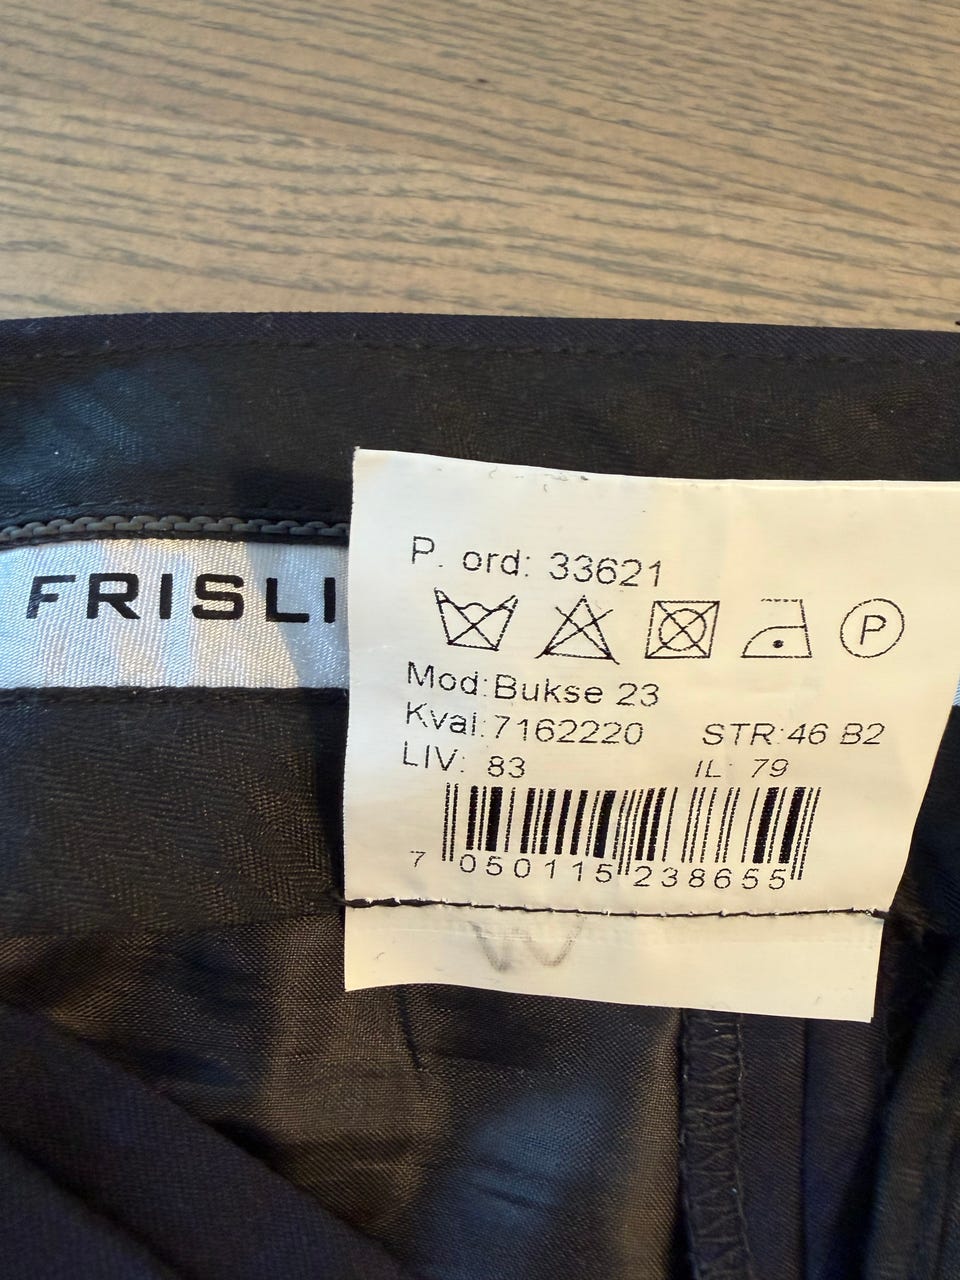 FRISLI
P. ord: 33621
P
Mod:Bukse 23
Kval:7162220 STR:46 B2
LIV: 83 IL: 79
7 050115 238655